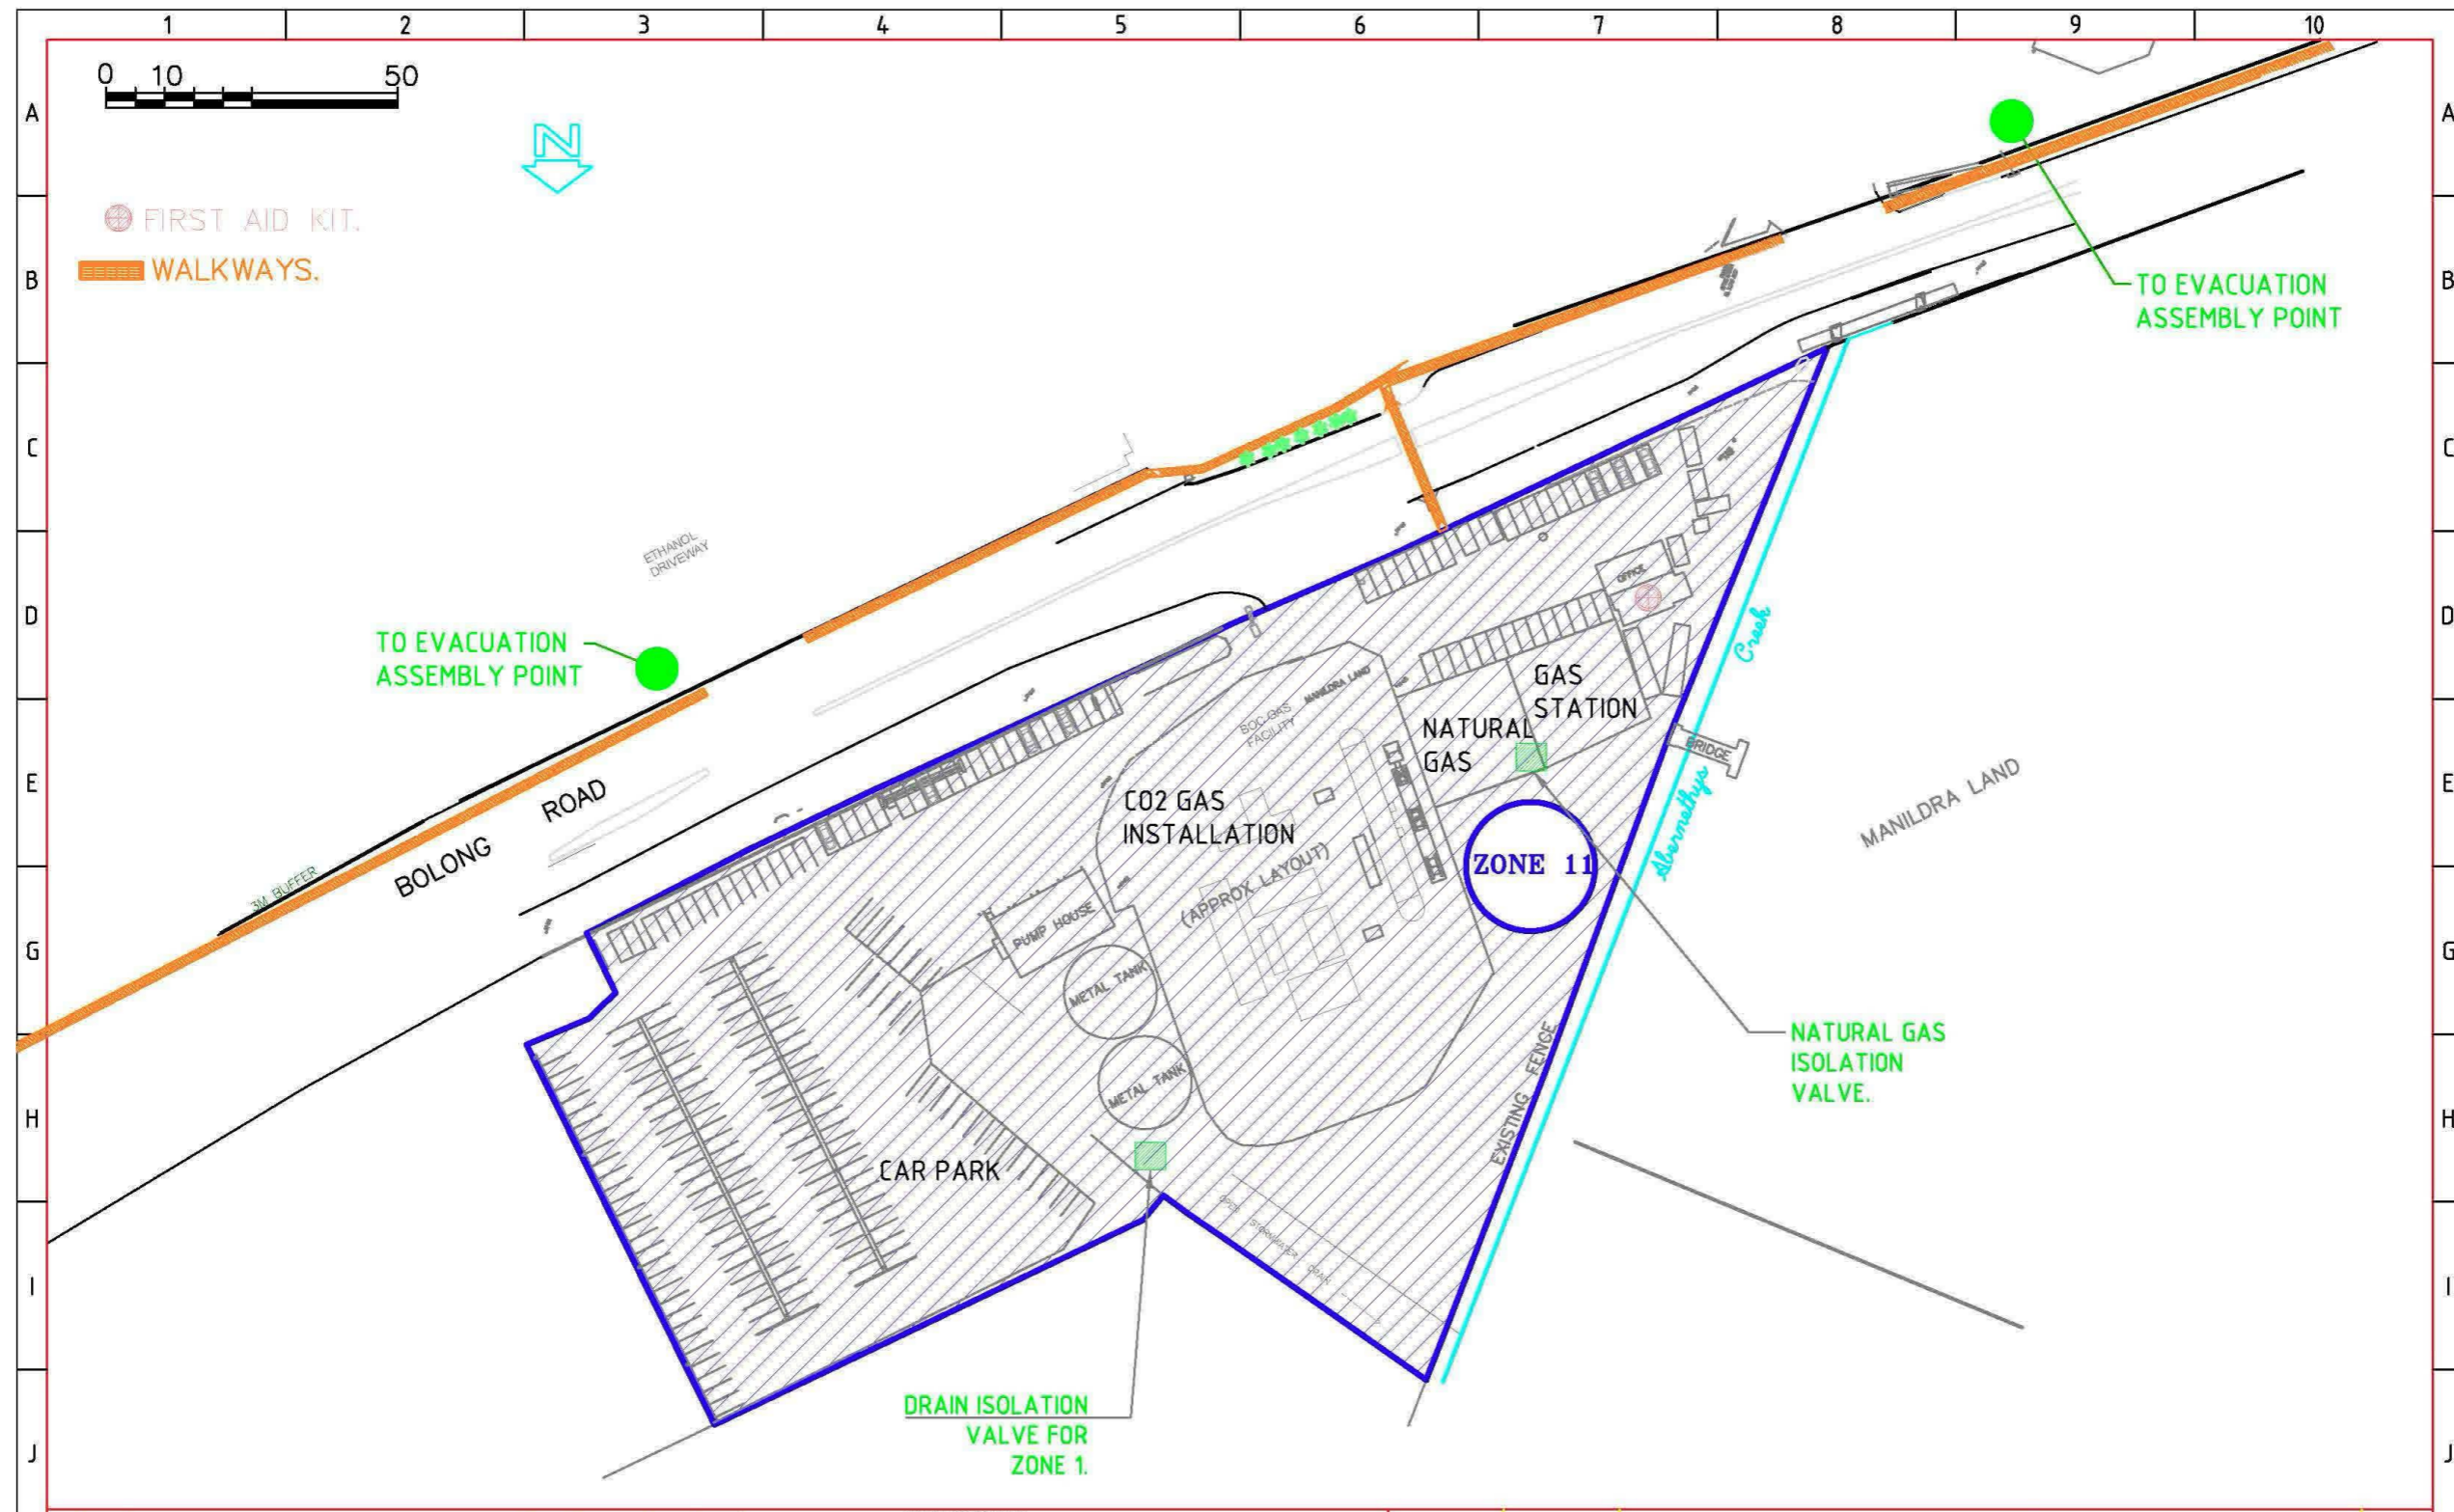 1 2 3 4 5 6 7 8 9 10
A A
0 10 50
N
FIRST AID KIT.
WALKWAYS.
B B
TO EVACUATION
ASSEMBLY POINT
C C
ETHANOL
DRIVEWAY
OFFICE
D D
TO EVACUATION
ASSEMBLY POINT
Creek
GAS
STATION
MANILDRA LAND
BOC GAS
FACILITY
NATURAL
GAS
BRIDGE
E E
ROAD
CO2 GAS
INSTALLATION
Abernethys
MANILDRA LAND
BOLONG
3M BUFFER
(APPROX LAYOUT)
ZONE 11
PUMP HOUSE
G G
METAL TANK
EXISTING FENCE
NATURAL GAS
ISOLATION
VALVE.
METAL TANK
H H
CAR PARK
OPEN STORMWATER DRAIN
I I
DRAIN ISOLATION
VALVE FOR
ZONE 1.
J J